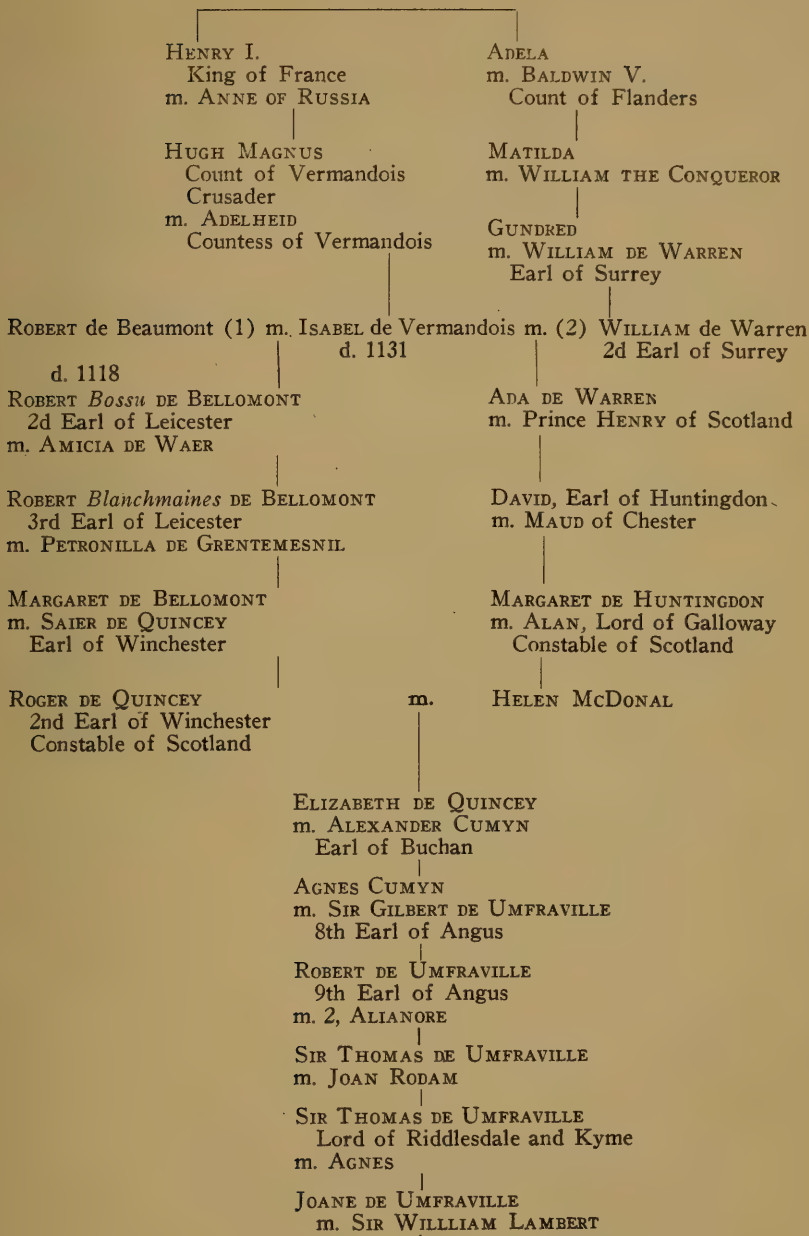 HENRY I.
King of France
m. ANNE OF RUSSIA
HUGH MAGNUS
Count of Vermandois
Crusader
m. ADELHEID
Countess of Vermandois
ADELA
m. BALDWIN V.
Count of Flanders
MATILDA
m. WILLIAM THE CONQUEROR
GUNDRED
m. WILLIAM DE WARREN
Earl of Surrey
ROBERT de Beaumont (1) m. ISABEL de Vermandois m. (2) WILLIAM de Warren
d. 1118
d. 1131
2d Earl of Surrey
ROBERT Bossu DE BELLOMONT
2d Earl of Leicester
m. AMICIA DE WAER
ROBERT Blanchmaines DE BELLOMONT
3rd Earl of Leicester
m. PETRONILLA DE GRENTEMESNIL
MARGARET DE BELLOMONT
m. SAIER DE QUINCEY
Earl of Winchester
ADA DE WARREN
m. Prince HENRY of Scotland
DAVID, Earl of Huntingdon
m. MAUD of Chester
MARGARET DE HUNTINGDON
m. ALAN, Lord of Galloway
Constable of Scotland
ROGER DE QUINCEY m. HELEN MCDONAL
2nd Earl of Winchester
Constable of Scotland
ELIZABETH DE QUINCEY
m. ALEXANDER CUMYN
Earl of Buchan
AGNES CUMYN
m. SIR GILBERT DE UMFRAVILLE
8th Earl of Angus
ROBERT DE UMFRAVILLE
9th Earl of Angus
m. 2, ALIANORE
SIR THOMAS DE UMFRAVILLE
m. JOAN RODAM
SIR THOMAS DE UMFRAVILLE
Lord of Riddlesdale and Kyme
m. AGNES
JOANE DE UMFRAVILLE
m. SIR WILLLIAM LAMBERT